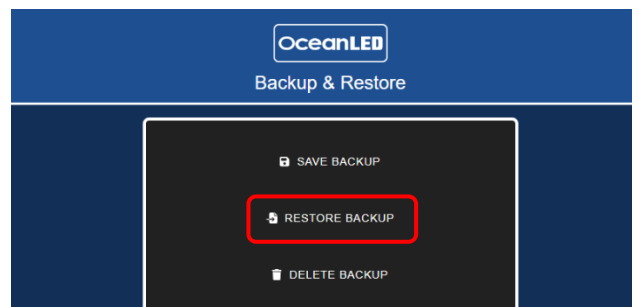 OceanLED
Backup & Restore
SAVE BACKUP
RESTORE BACKUP
DELETE BACKUP